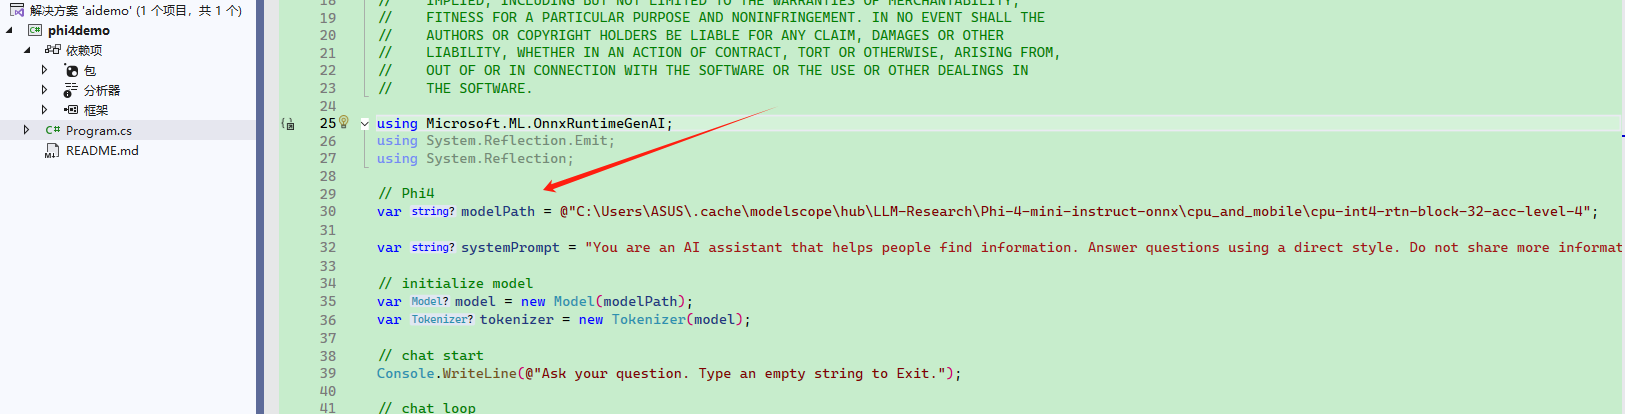 解决方案 'aidemo' (1 个项目，共 1 个)
C# phi4demo
依赖项
包
分析器
框架
C# Program.cs
README.md
18 // IMPLIED, INCLUDING BUT NOT LIMITED TO THE WARRANTIES OF MERCHANTABILITY,
19 // FITNESS FOR A PARTICULAR PURPOSE AND NONINFRINGEMENT. IN NO EVENT SHALL THE
20 // AUTHORS OR COPYRIGHT HOLDERS BE LIABLE FOR ANY CLAIM, DAMAGES OR OTHER
21 // LIABILITY, WHETHER IN AN ACTION OF CONTRACT, TORT OR OTHERWISE, ARISING FROM,
22 // OUT OF OR IN CONNECTION WITH THE SOFTWARE OR THE USE OR OTHER DEALINGS IN
23 // THE SOFTWARE.
24
25 using Microsoft.ML.OnnxRuntimeGenAI;
26 using System.Reflection.Emit;
27 using System.Reflection;
28
29 // Phi4
30 var string? modelPath = @"C:\Users\ASUS\.cache\modelscope\hub\LLM-Research\Phi-4-mini-instruct-onnx\cpu_and_mobile\cpu-int4-rtn-block-32-acc-level-4";
31
32 var string? systemPrompt = "You are an AI assistant that helps people find information. Answer questions using a direct style. Do not share more informat
33
34 // initialize model
35 var Model? model = new Model(modelPath);
36 var Tokenizer? tokenizer = new Tokenizer(model);
37
38 // chat start
39 Console.WriteLine(@"Ask your question. Type an empty string to Exit.");
40
41 // chat loop